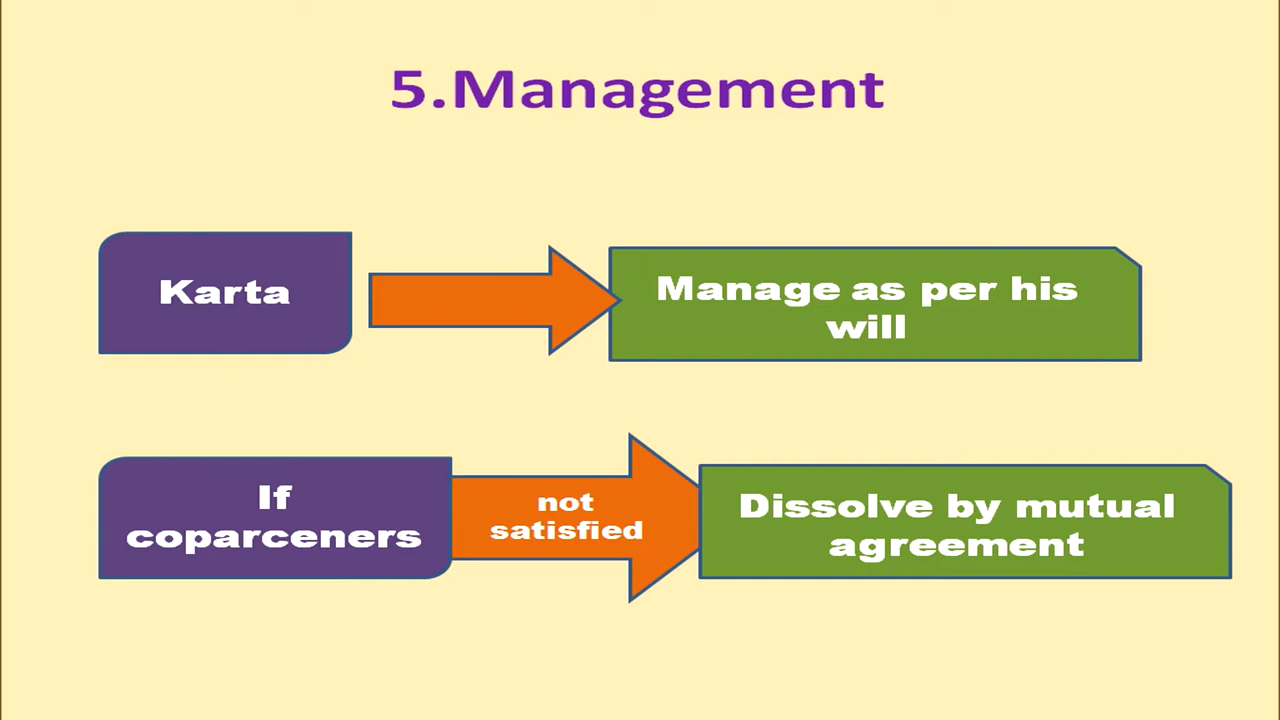 5.Management
Karta
Manage as per his
will
If
coparceners
not
satisfied
Dissolve by mutual
agreement